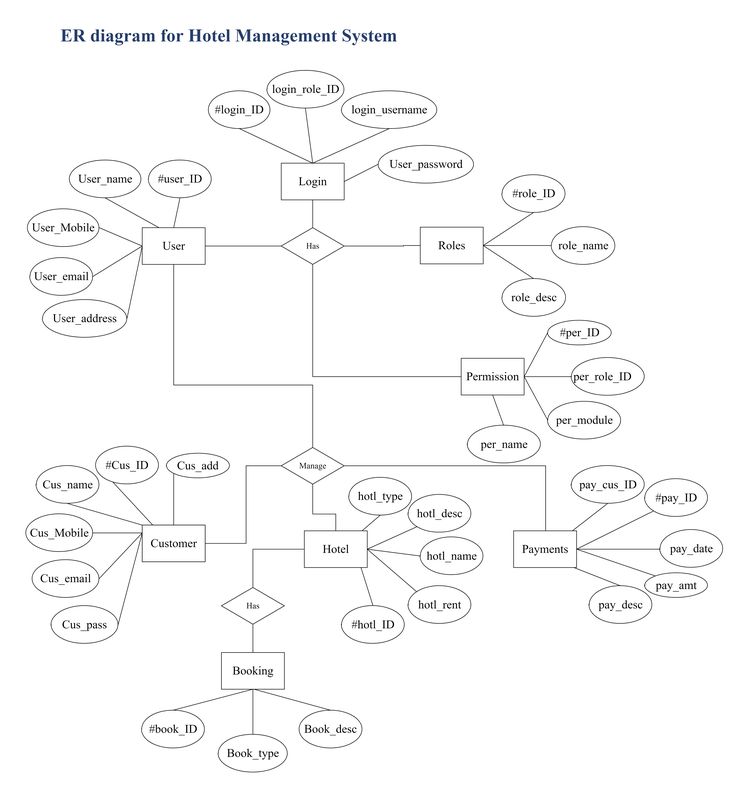 ER diagram for Hotel Management System
login_role_ID
#login_ID
login_username
User_password
Login
User_name
#user_ID
User_Mobile
User
User_email
User_address
Has
Roles
#role_ID
role_name
role_desc
#per_ID
Permission
per_role_ID
per_module
per_name
Manage
#Cus_ID
Cus_add
Cus_name
Cus_Mobile
Customer
Cus_email
Cus_pass
hotl_type
hotl_desc
Hotel
hotl_name
hotl_rent
#hotl_ID
pay_cus_ID
#pay_ID
Payments
pay_date
pay_amt
pay_desc
Has
Booking
#book_ID
Book_type
Book_desc